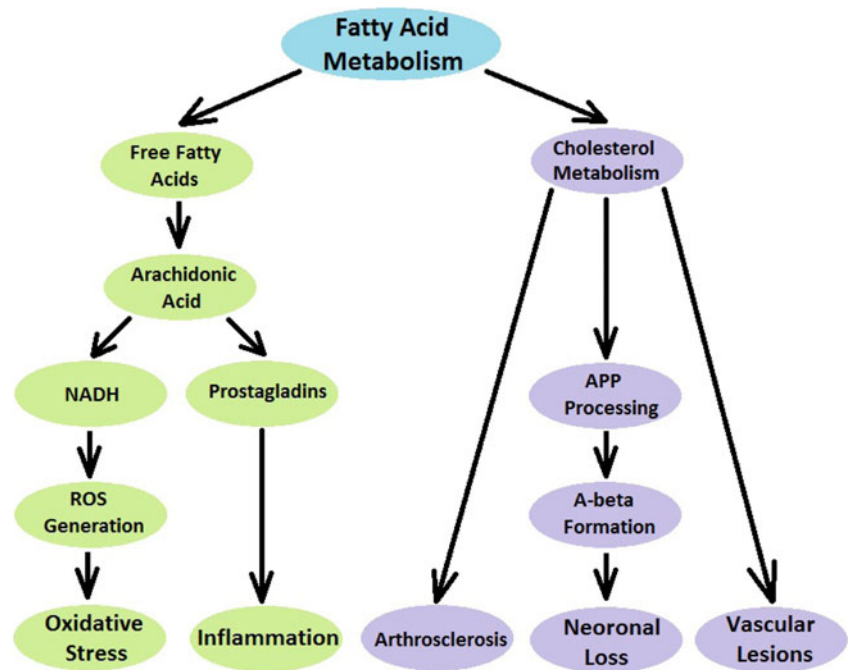 Fatty Acid
Metabolism
Free Fatty
Acids
Cholesterol
Metabolism
Arachidonic
Acid
NADH
Prostagladins
APP
Processing
ROS
Generation
A-beta
Formation
Oxidative
Stress
Inflammation
Arthrosclerosis
Neoronal
Loss
Vascular
Lesions